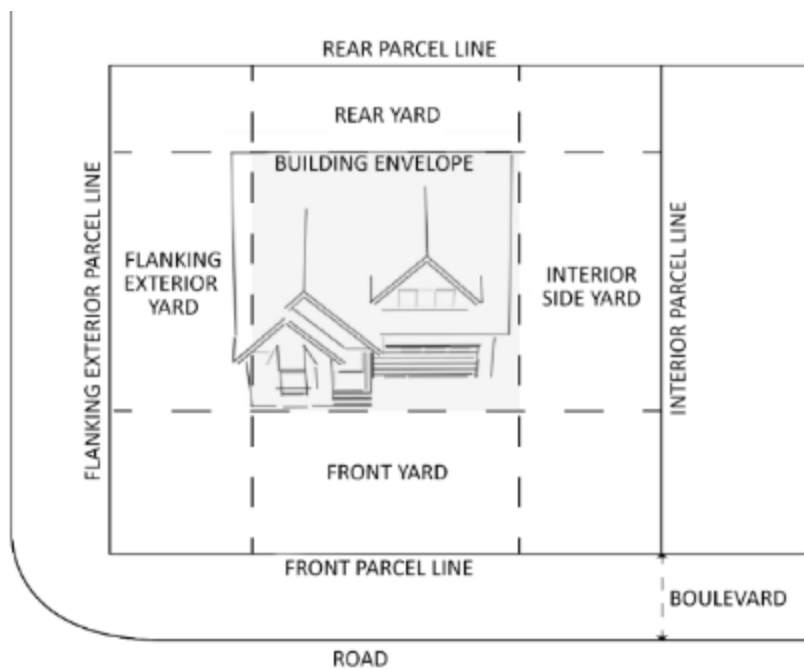 REAR PARCEL LINE
REAR YARD
BUILDING ENVELOPE
FLANKING EXTERIOR PARCEL LINE
FLANKING
EXTERIOR
YARD
INTERIOR
SIDE YARD
INTERIOR PARCEL LINE
FRONT YARD
FRONT PARCEL LINE
BOULEVARD
ROAD